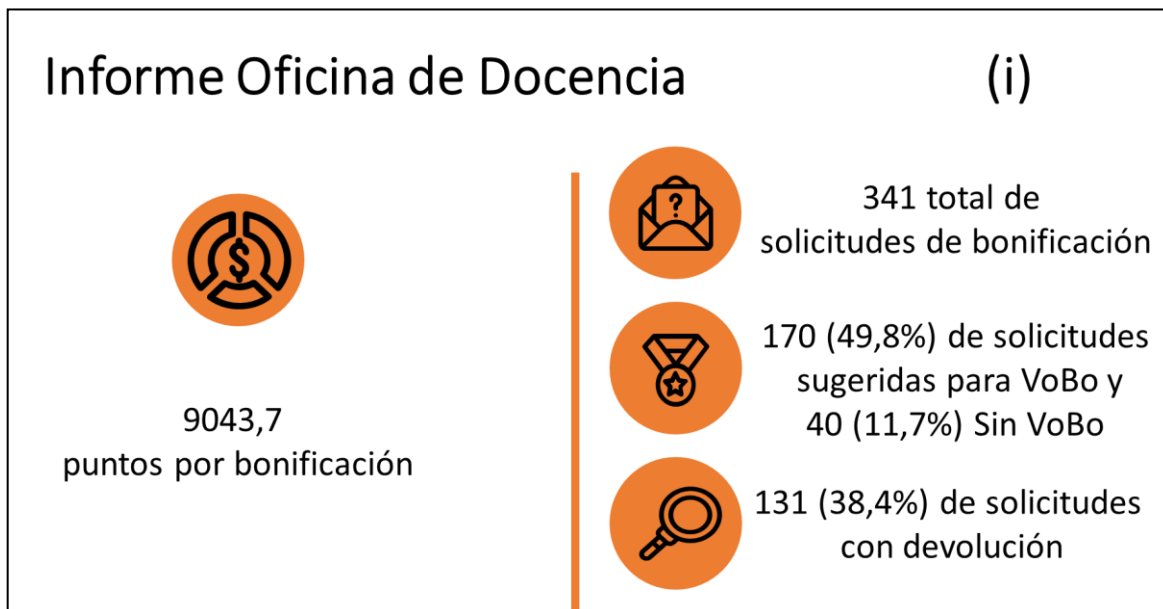 Informe Oficina de Docencia (i)
9043,7
puntos por bonificación
341 total de
solicitudes de bonificación
170 (49,8%) de solicitudes
sugeridas para VoBo y
40 (11,7%) Sin VoBo
131 (38,4%) de solicitudes
con devolución